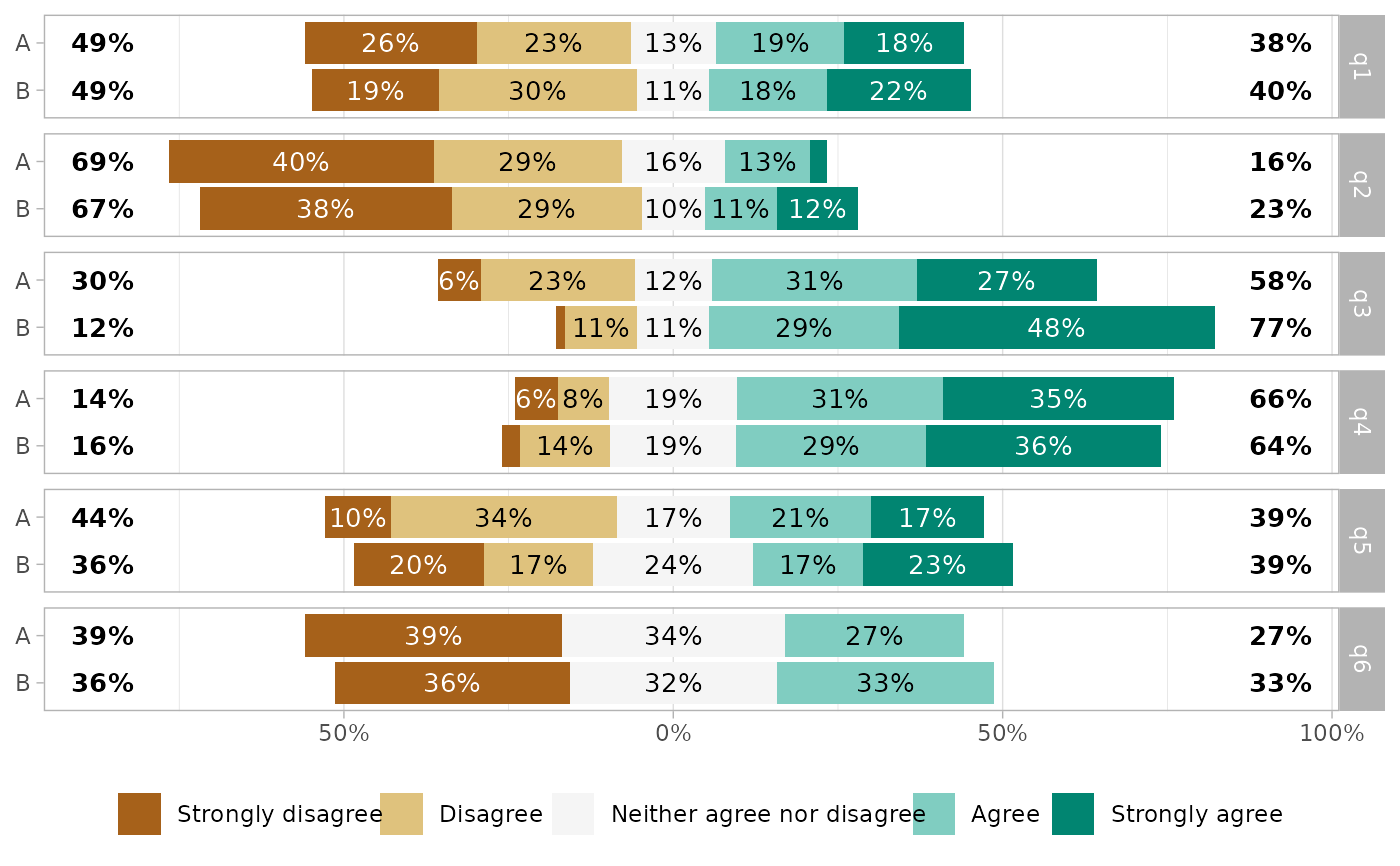 A 49% 26% 23% 13% 19% 18% 38%
q1
B 49% 19% 30% 11% 18% 22% 40%
A 69% 40% 29% 16% 13% 16%
q2
B 67% 38% 29% 10% 11% 12% 23%
A 30% 6% 23% 12% 31% 27% 58%
q3
B 12% 11% 11% 29% 48% 77%
A 14% 6% 8% 19% 31% 35% 66%
q4
B 16% 14% 19% 29% 36% 64%
A 44% 10% 34% 17% 21% 17% 39%
q5
B 36% 20% 17% 24% 17% 23% 39%
A 39% 39% 34% 27% 27%
q6
B 36% 36% 32% 33% 33%
50% 0% 50% 100%
Strongly disagree Disagree Neither agree nor disagree Agree Strongly agree